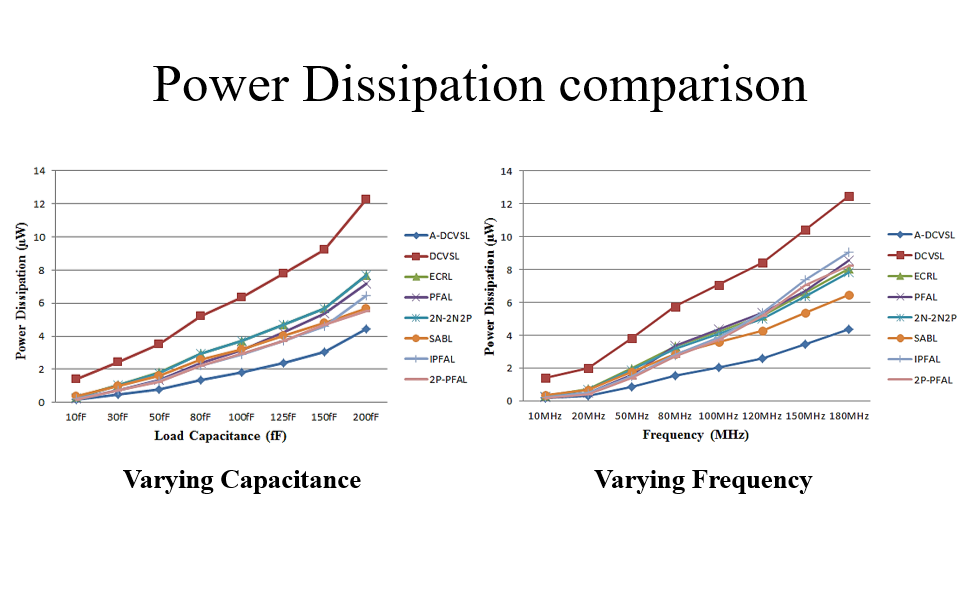 Power Dissipation comparison
Power Dissipation (µW)
14
12
10
8
6
4
2
0
10fF 30fF 50fF 80fF 100fF 125fF 150fF 200fF
Load Capacitance (fF)
A-DCVSL
DCVSL
ECRL
PFAL
2N-2N2P
SABL
IPFAL
2P-PFAL
Varying Capacitance
Power Dissipation (µW)
14
12
10
8
6
4
2
0
10MHz 20MHz 50MHz 80MHz 100MHz 120MHz 150MHz 180MHz
Frequency (MHz)
A-DCVSL
DCVSL
ECRL
PFAL
2N-2N2P
SABL
IPFAL
2P-PFAL
Varying Frequency